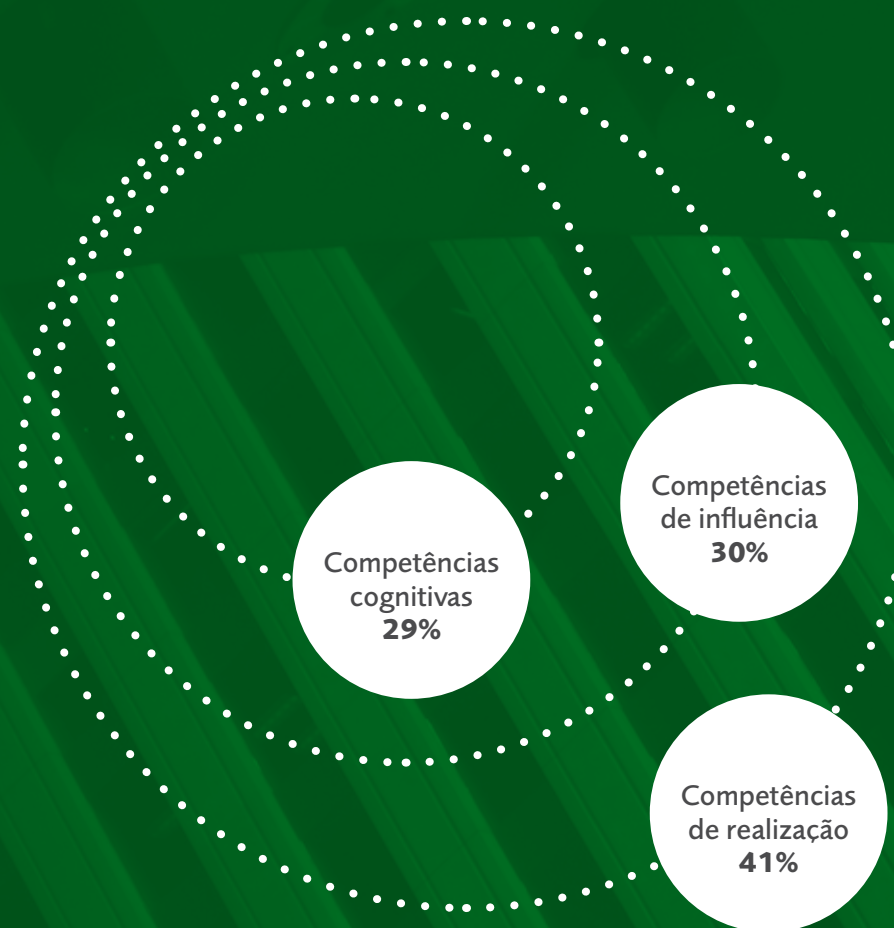 Competências
de influência
30%
Competências
cognitivas
29%
Competências
de realização
41%